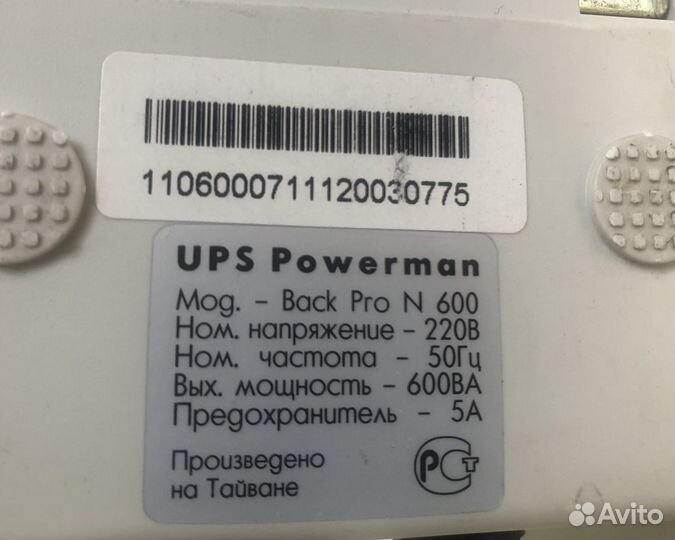 1106000711120030775
UPS Powerman
Мод. – Back Pro N 600
Ном. напряжение – 220В
Ном. частота – 50Гц
Вых. мощность – 600ВА
Предохранитель – 5А
Произведено
на Тайване
РСТ
Avito